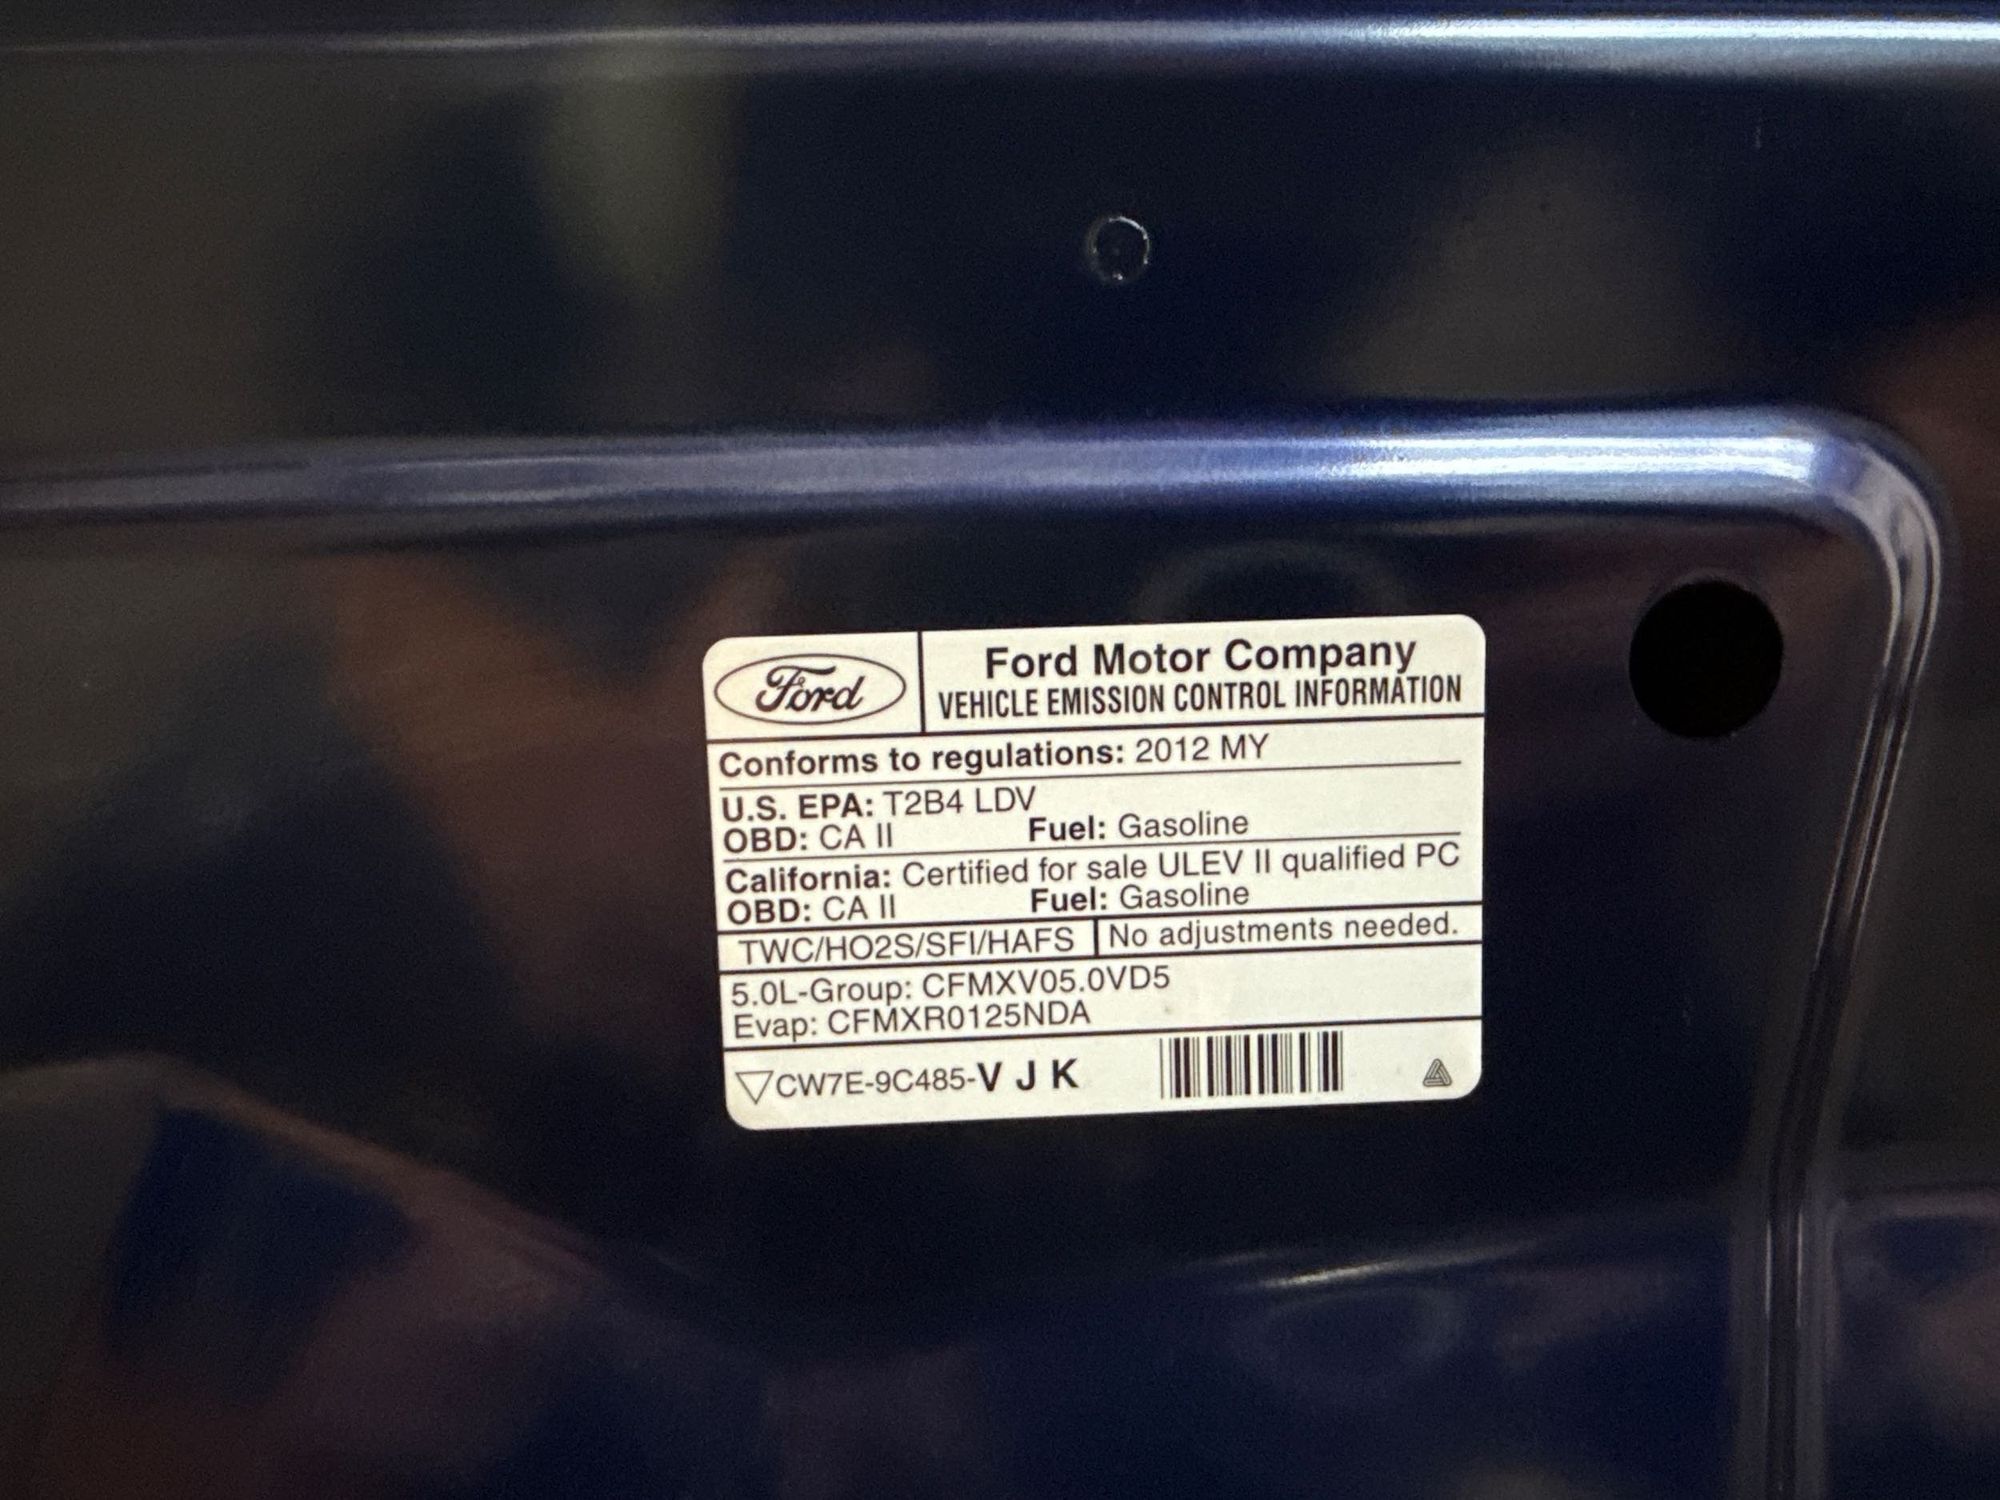 Ford
Ford Motor Company
VEHICLE EMISSION CONTROL INFORMATION
Conforms to regulations: 2012 MY
U.S. EPA: T2B4 LDV
OBD: CA II Fuel: Gasoline
California: Certified for sale ULEV II qualified PC
OBD: CA II Fuel: Gasoline
TWC/HO2S/SFI/HAFS No adjustments needed.
5.0L-Group: CFMXV05.0VD5
Evap: CFMXR0125NDA
▽CW7E-9C485-V J K